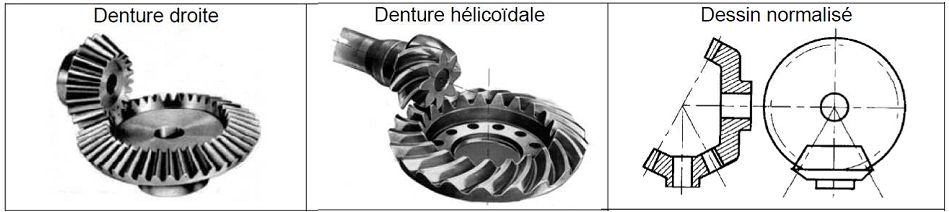 Denture droite
Denture hélicoïdale
Dessin normalisé